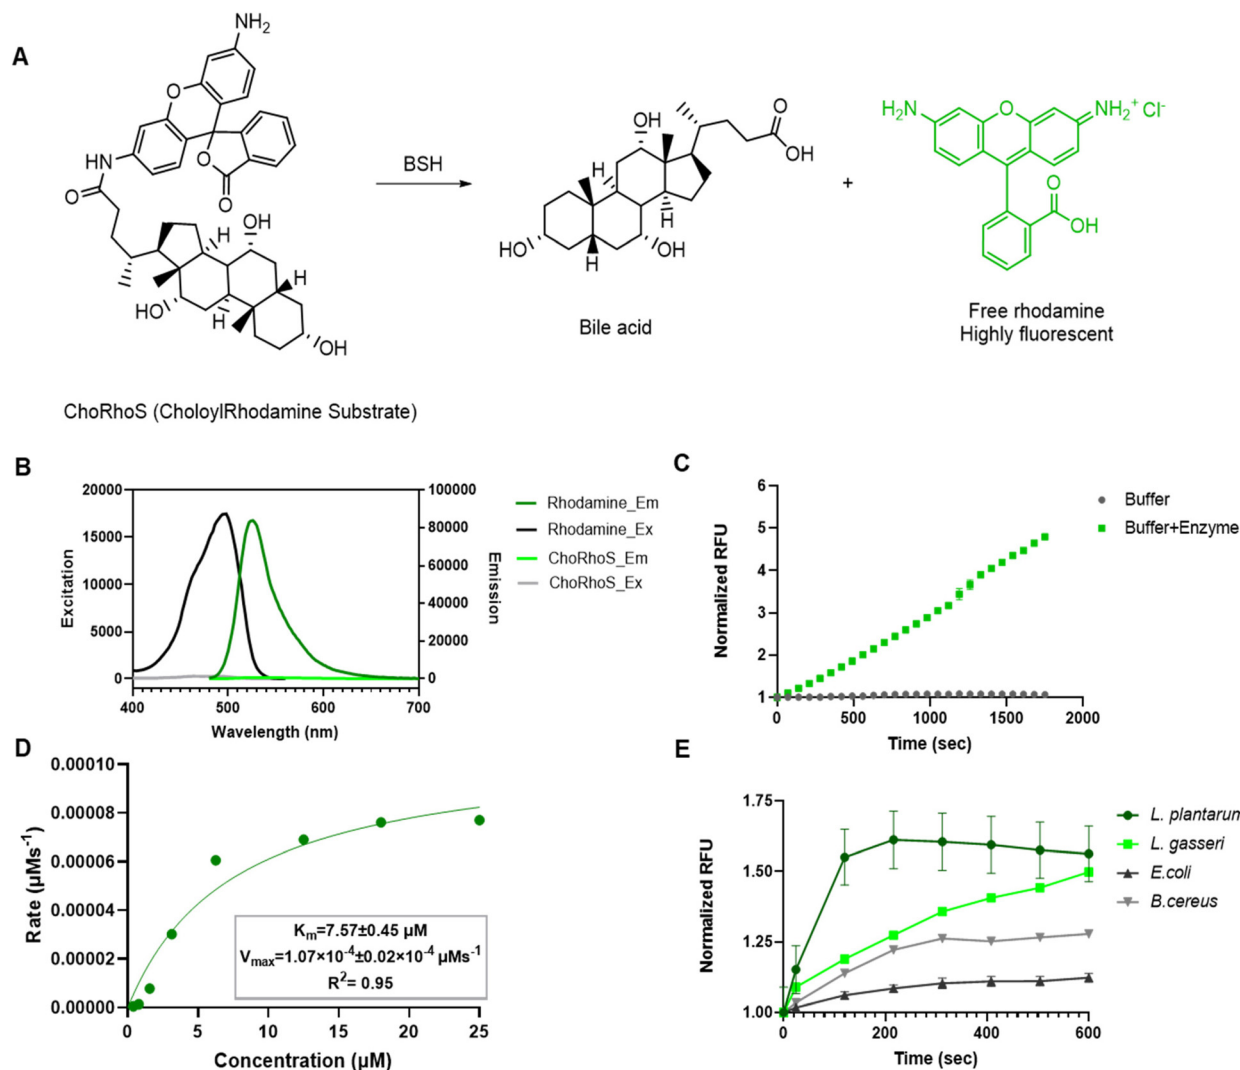 A
NH₂
O
O
O
HN
O
OH
H
H
H
HO
OH
BSH
OH
O
OH
H
H
H
HO
H
OH
Bile acid
+
H₂N
O
NH₂⁺ Cl⁻
O
OH
Free rhodamine
Highly fluorescent
ChoRhoS (CholoylRhodamine Substrate)
B
20000
15000
10000
5000
0
Excitation
100000
80000
60000
40000
20000
0
Emission
400
500
600
700
Wavelength (nm)
Rhodamine_Em
Rhodamine_Ex
ChoRhoS_Em
ChoRhoS_Ex
C
6
5
4
3
2
1
Normalized RFU
0
500
1000
1500
2000
Time (sec)
Buffer
Buffer+Enzyme
D
0.00010
0.00008
0.00006
0.00004
0.00002
0.00000
Rate (µMs⁻¹)
0
5
10
15
20
25
Concentration (µM)
Kₘ=7.57±0.45 µM
Vₘₐₓ=1.07×10⁻⁴±0.02×10⁻⁴ µMs⁻¹
R²= 0.95
E
1.75
1.50
1.25
1.00
Normalized RFU
0
200
400
600
Time (sec)
L. plantarun
L. gasseri
E.coli
B.cereus